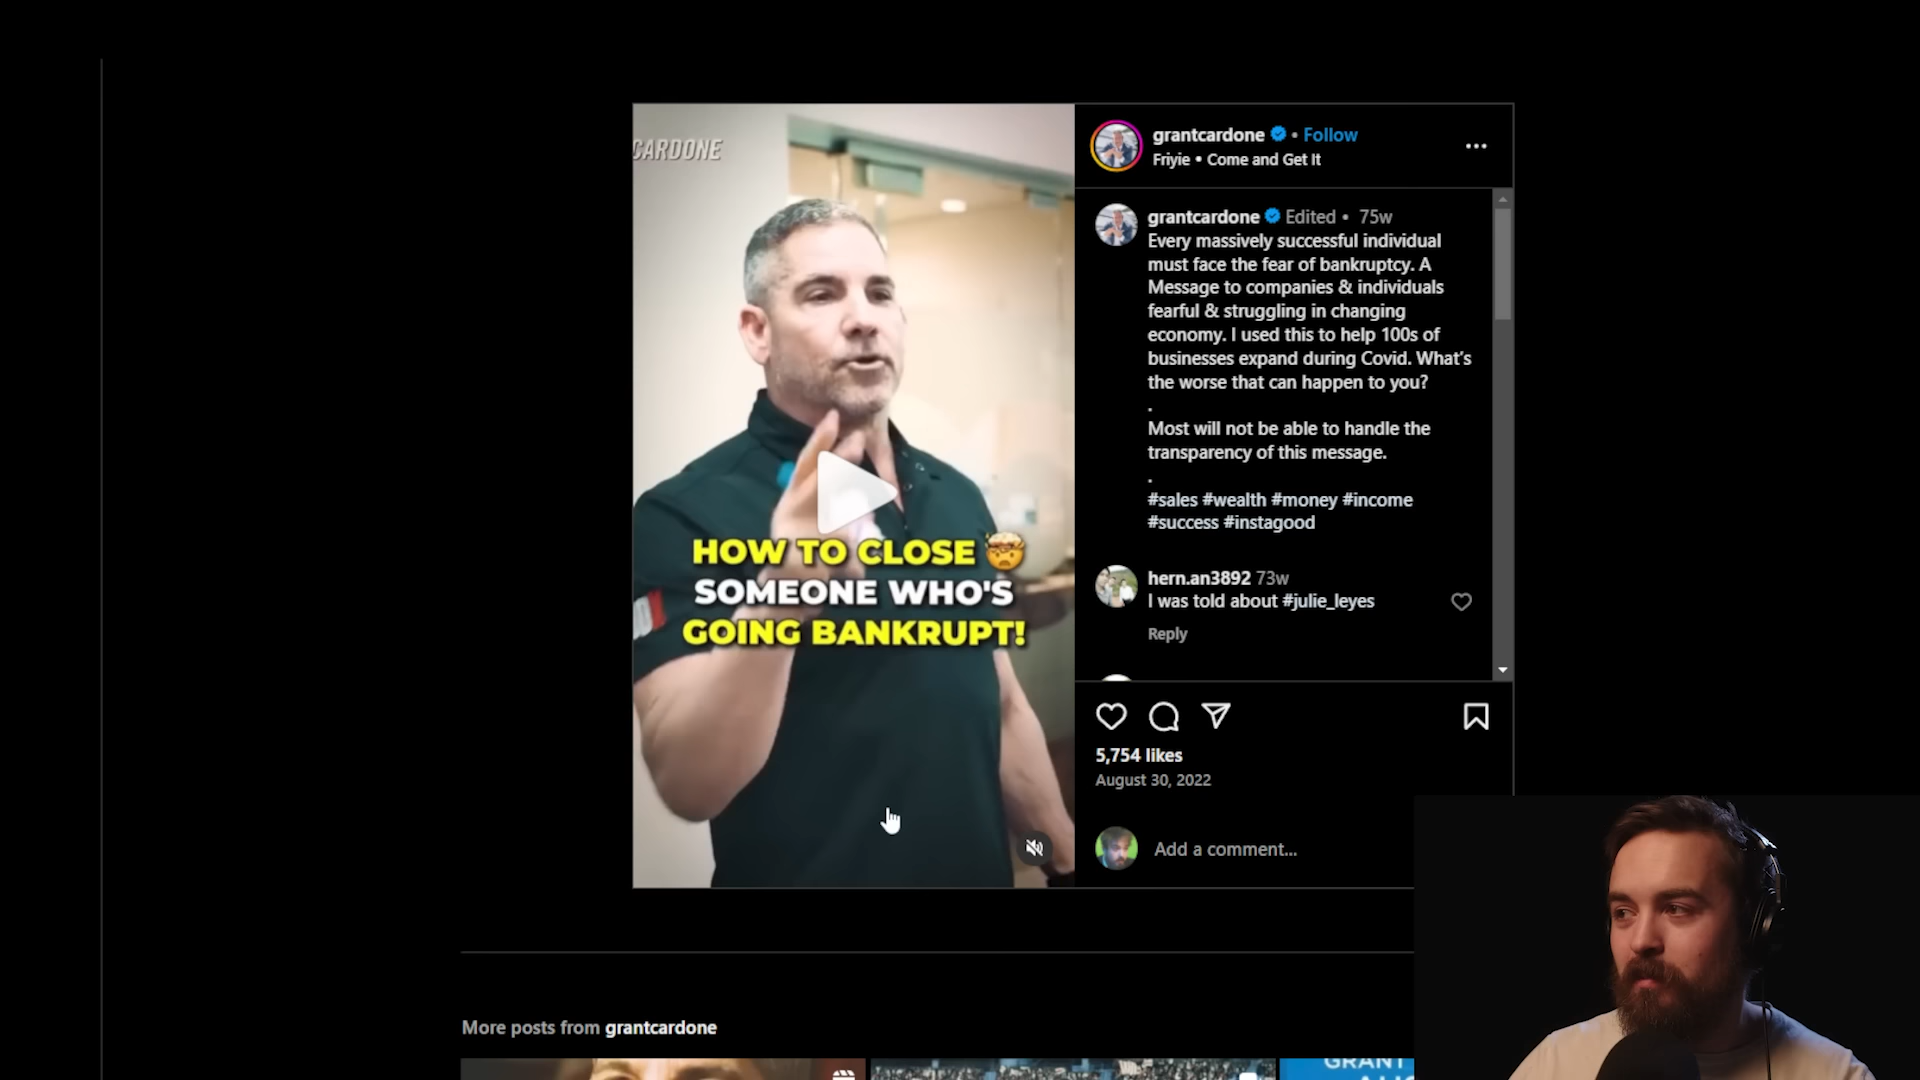 CARDONE
HOW TO CLOSE
SOMEONE WHO'S
GOING BANKRUPT!
grantcardone • Follow
Friyie • Come and Get It
grantcardone Edited • 75w
Every massively successful individual
must face the fear of bankruptcy. A
Message to companies & individuals
fearful & struggling in changing
economy. I used this to help 100s of
businesses expand during Covid. What's
the worse that can happen to you?
.
Most will not be able to handle the
transparency of this message.
.
#sales #wealth #money #income
#success #instagood
hern.an3892 73w
I was told about #julie_leyes
Reply
5,754 likes
August 30, 2022
Add a comment...
More posts from grantcardone
GRANT